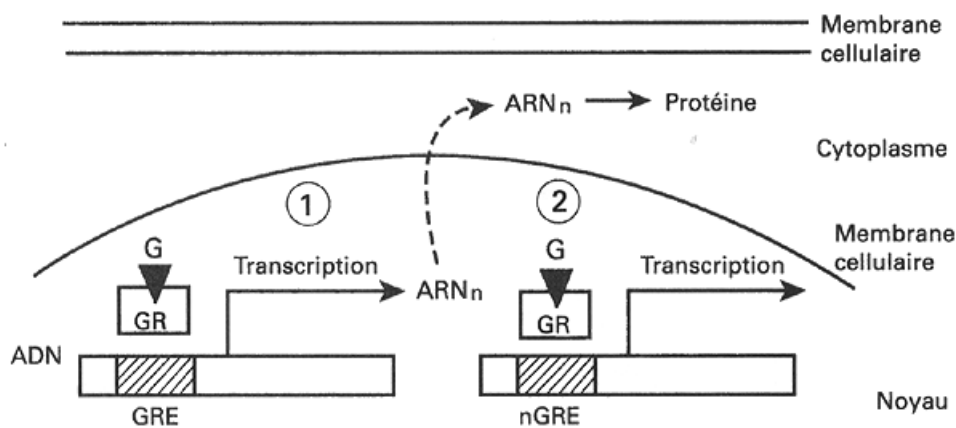 Membrane
cellulaire
ARNn
Protéine
Cytoplasme
1
2
Membrane
cellulaire
G
Transcription
ARNn
G
Transcription
GR
GR
ADN
GRE
nGRE
Noyau